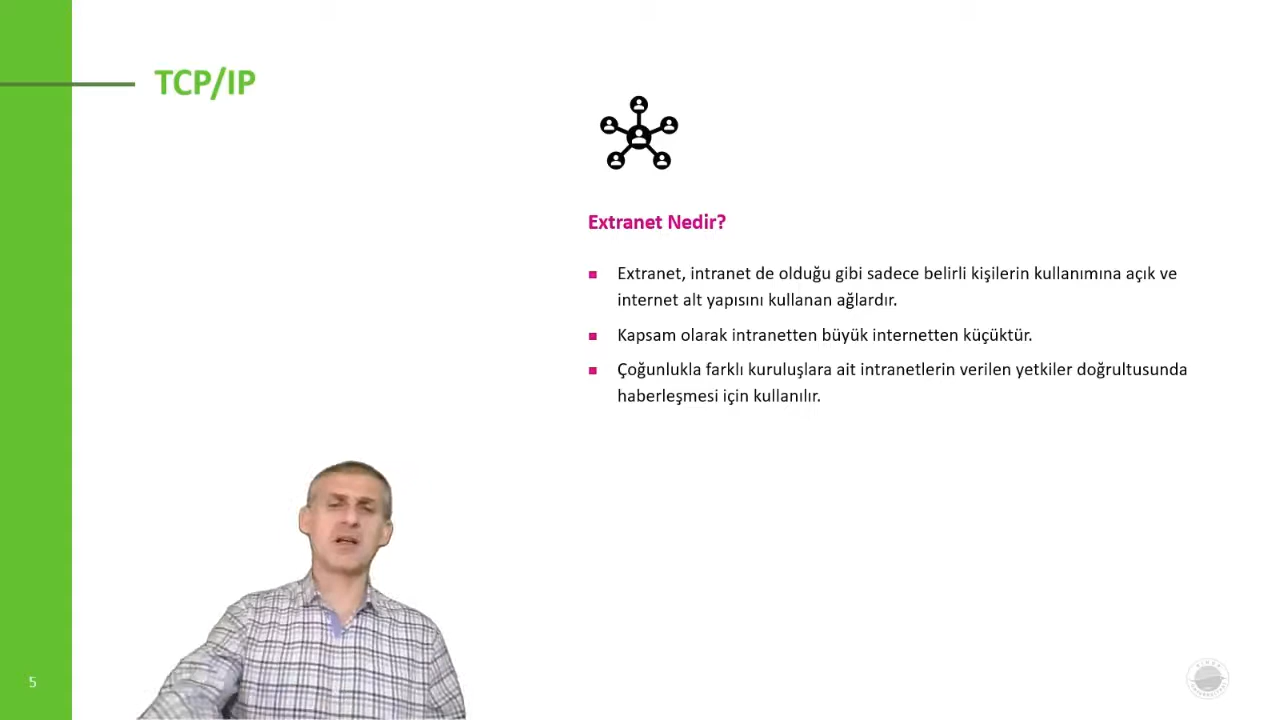 TCP/IP
Extranet Nedir?
Extranet, intranet de olduğu gibi sadece belirli kişilerin kullanımına açık ve
internet alt yapısını kullanan ağlardır.
Kapsam olarak intranetten büyük internetten küçüktür.
Çoğunlukla farklı kuruluşlara ait intranetlerin verilen yetkiler doğrultusunda
haberleşmesi için kullanılır.
5